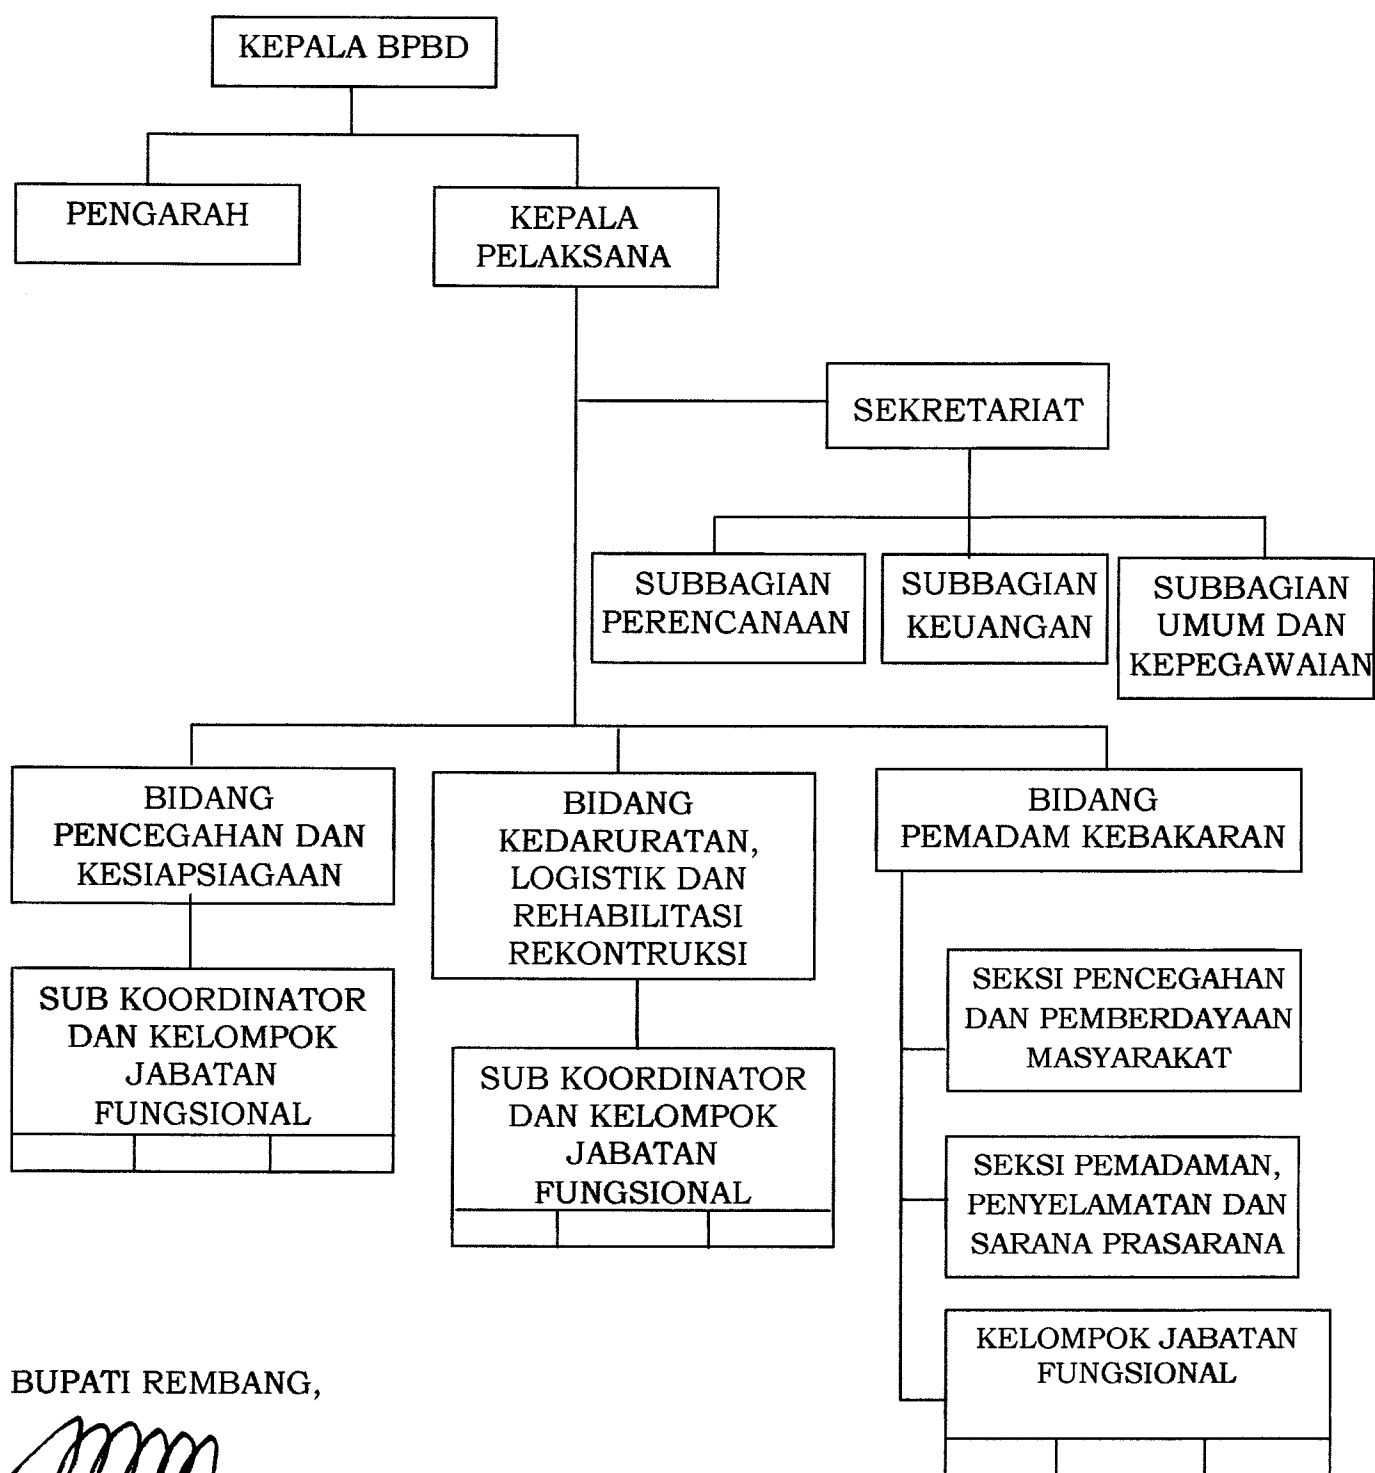 KEPALA BPBD
PENGARAH
KEPALA
PELAKSANA
SEKRETARIAT
SUBBAGIAN
PERENCANAAN
SUBBAGIAN
KEUANGAN
SUBBAGIAN
UMUM DAN
KEPEGAWAIAN
BIDANG
PENCEGAHAN DAN
KESIAPSIAGAAN
BIDANG
KEDARURATAN,
LOGISTIK DAN
REHABILITASI
REKONTRUKSI
BIDANG
PEMADAM KEBAKARAN
SUB KOORDINATOR
DAN KELOMPOK
JABATAN
FUNGSIONAL
SUB KOORDINATOR
DAN KELOMPOK
JABATAN
FUNGSIONAL
SEKSI PENCEGAHAN
DAN PEMBERDAYAAN
MASYARAKAT
SEKSI PEMADAMAN,
PENYELAMATAN DAN
SARANA PRASARANA
KELOMPOK JABATAN
FUNGSIONAL
BUPATI REMBANG,